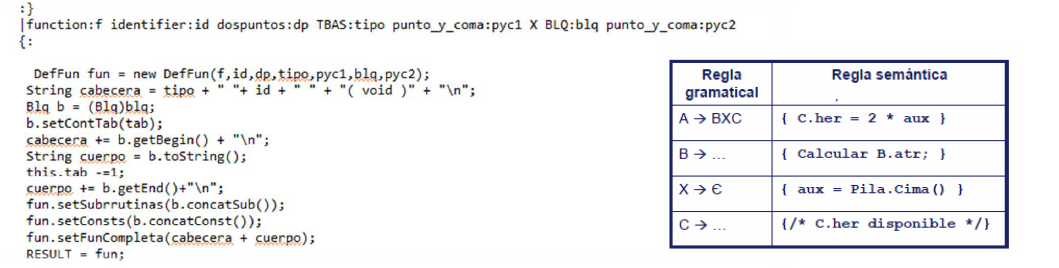 :}
|function:f identifier:id dospuntos:dp TBAS:tipo punto_y_coma:pyc1 X BLQ:blq punto_y_coma:pyc2
{:
DefFun fun = new DefFun(f,id,dp,tipo,pyc1,blq,pyc2);
String cabecera = tipo + " "+ id + " " + "( void )" + "\n";
Blq b = (Blq)blq;
b.setContTab(tab);
cabecera += b.getBegin() + "\n";
String cuerpo = b.toString();
this.tab -=1;
cuerpo += b.getEnd()+"\n";
fun.setSubrrutinas(b.concatSub());
fun.setConsts(b.concatConst());
fun.setFunCompleta(cabecera + cuerpo);
RESULT = fun;
Regla gramatical
Regla semántica
A → BXC
{ C.her = 2 * aux }
B → ...
{ Calcular B.atr; }
X → Є
{ aux = Pila.Cima() }
C → ...
{/* C.her disponible */}